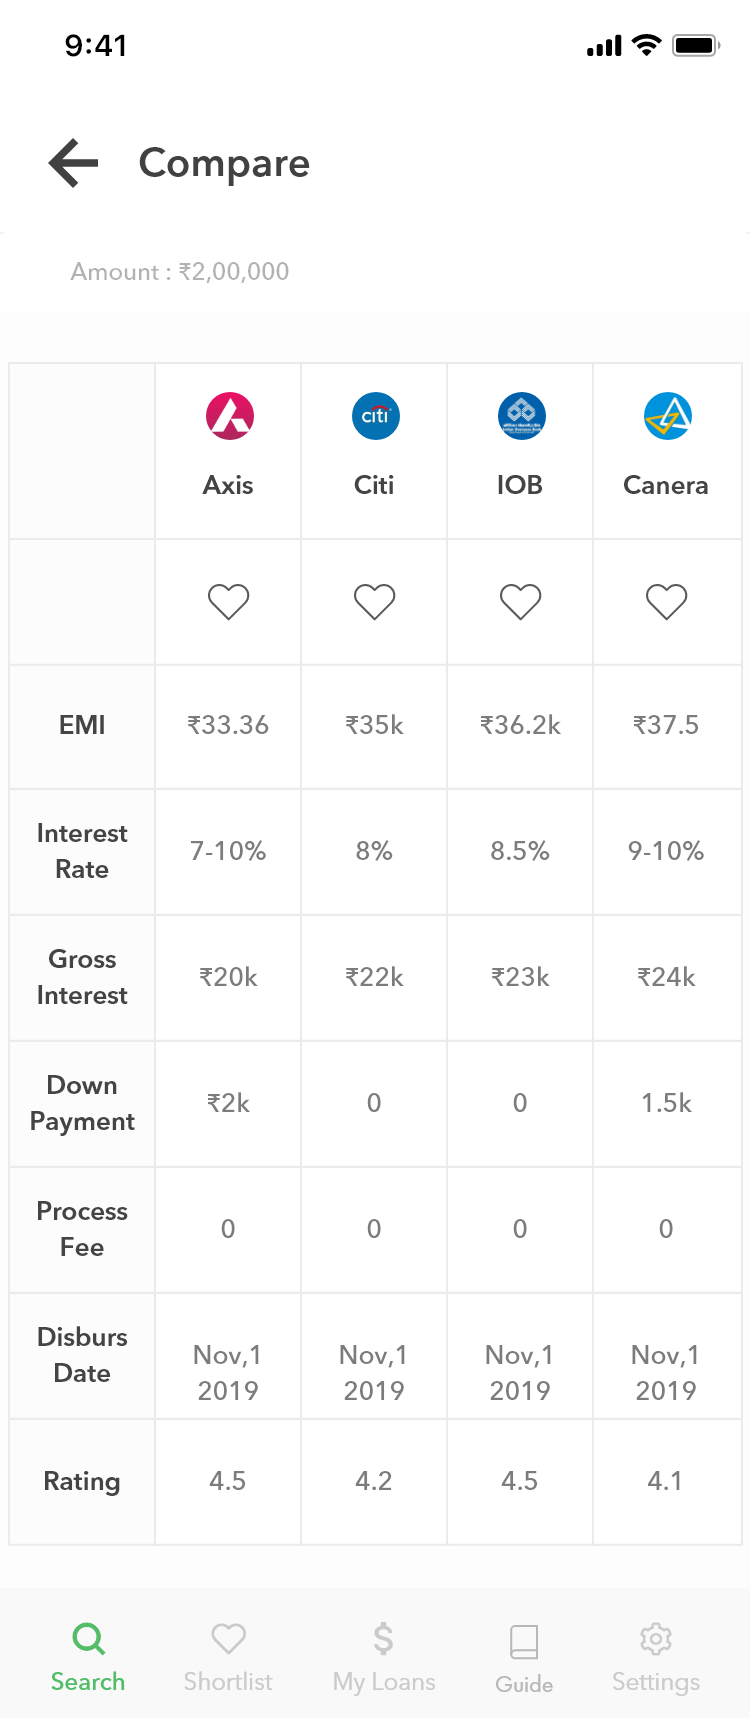 9:41
Compare
Amount : ₹2,00,000
citi
Axis Citi IOB Canera
EMI ₹33.36 ₹35k ₹36.2k ₹37.5
Interest
Rate 7-10% 8% 8.5% 9-10%
Gross
Interest ₹20k ₹22k ₹23k ₹24k
Down
Payment ₹2k 0 0 1.5k
Process
Fee 0 0 0 0
Disburs
Date Nov,1 Nov,1 Nov,1 Nov,1
2019 2019 2019 2019
Rating 4.5 4.2 4.5 4.1
Search Shortlist My Loans Guide Settings